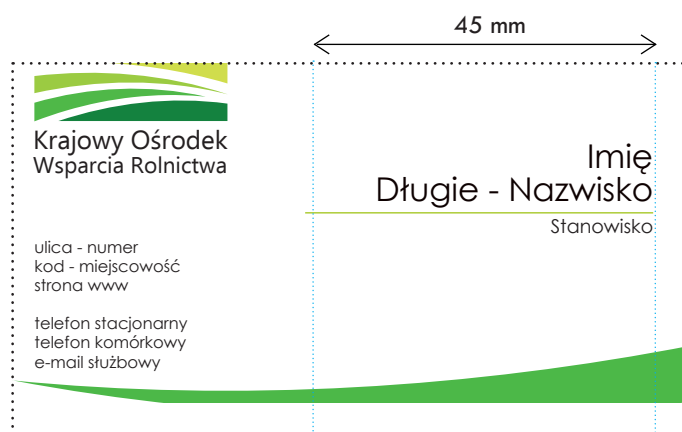 45 mm
Krajowy Ośrodek
Wsparcia Rolnictwa
Imię
Długie - Nazwisko
Stanowisko
ulica - numer
kod - miejscowość
strona www
telefon stacjonarny
telefon komórkowy
e-mail służbowy